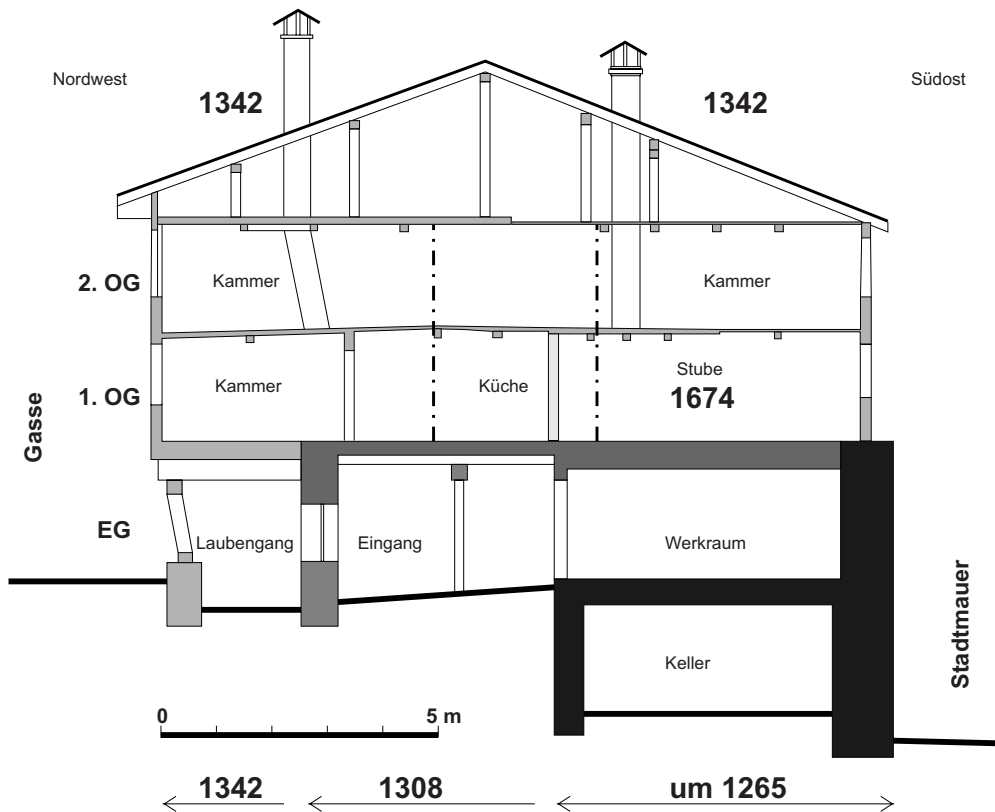 Nordwest
Südost
1342
1342
2. OG
Kammer
Kammer
1. OG
Kammer
Küche
Stube
1674
Gasse
EG
Laubengang
Eingang
Werkraum
Keller
Stadtmauer
0
5 m
1342
1308
um 1265